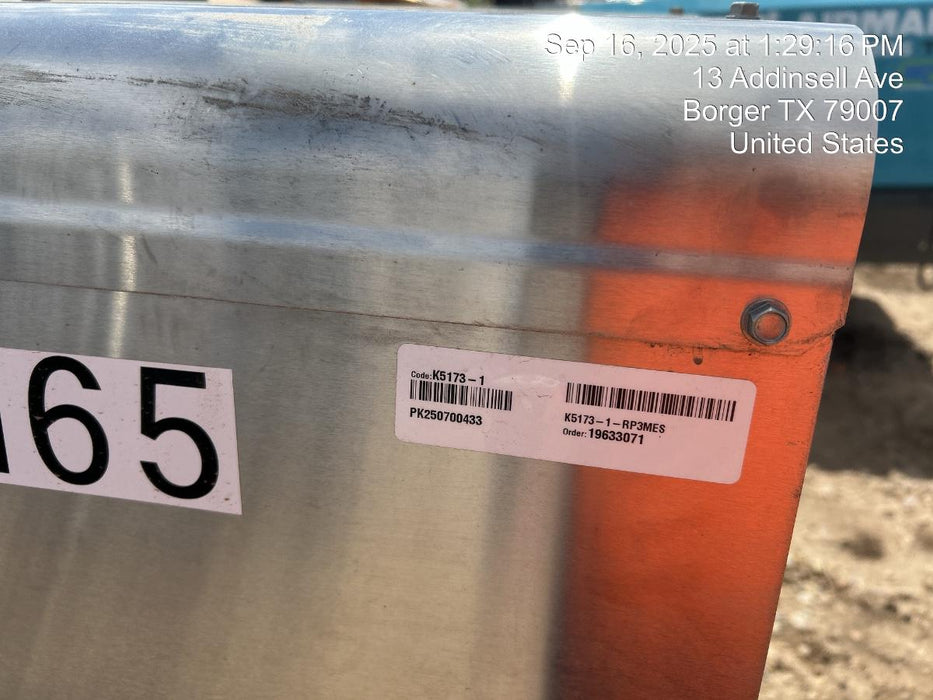 Sep 16, 2025 at 1:29:16 PM
13 Addinsell Ave
Borger TX 79007
United States
65
Code:K5173-1
PK250700433
K5173-1-RP3MES
Order:19633071